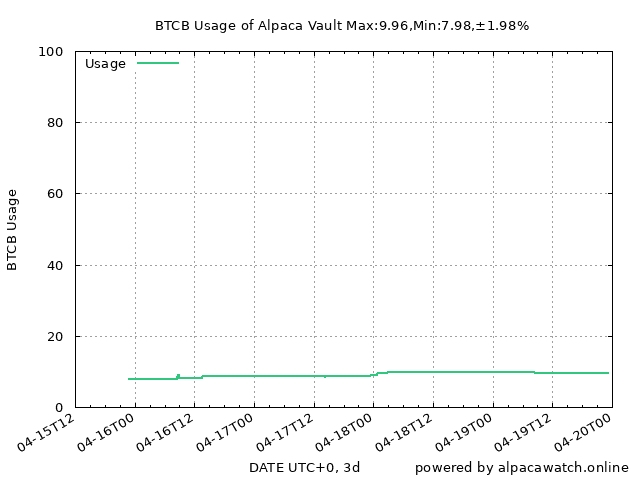 BTCB Usage of Alpaca Vault Max:9.96,Min:7.98,±1.98%
Usage
100
80
60
40
20
0
BTCB Usage
04-15T12 04-16T00 04-16T12 04-17T00 04-17T12 04-18T00 04-18T12 04-19T00 04-19T12 04-20T00
DATE UTC+0, 3d
powered by alpacawatch.online